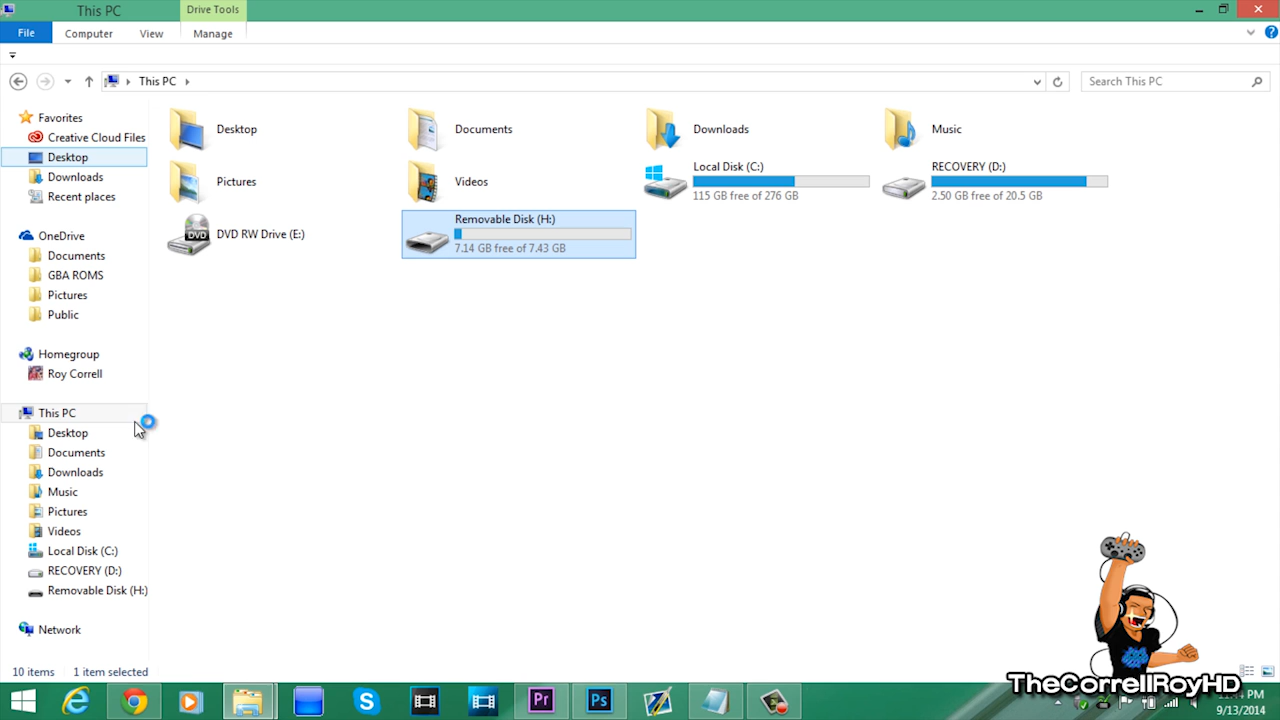 This PC
Drive Tools
File
Computer
View
Manage
This PC
Search This PC
Favorites
Creative Cloud Files
Desktop
Downloads
Recent places
OneDrive
Documents
GBA ROMS
Pictures
Public
Homegroup
Roy Correll
This PC
Desktop
Documents
Downloads
Music
Pictures
Videos
Local Disk (C:)
RECOVERY (D:)
Removable Disk (H:)
Network
Desktop
Documents
Downloads
Music
Pictures
Videos
Local Disk (C:)
115 GB free of 276 GB
RECOVERY (D:)
2.50 GB free of 20.5 GB
DVD
DVD RW Drive (E:)
Removable Disk (H:)
7.14 GB free of 7.43 GB
10 items
1 item selected
TheCorrellRoyHD
Pr
Ps
PM
9/13/2014